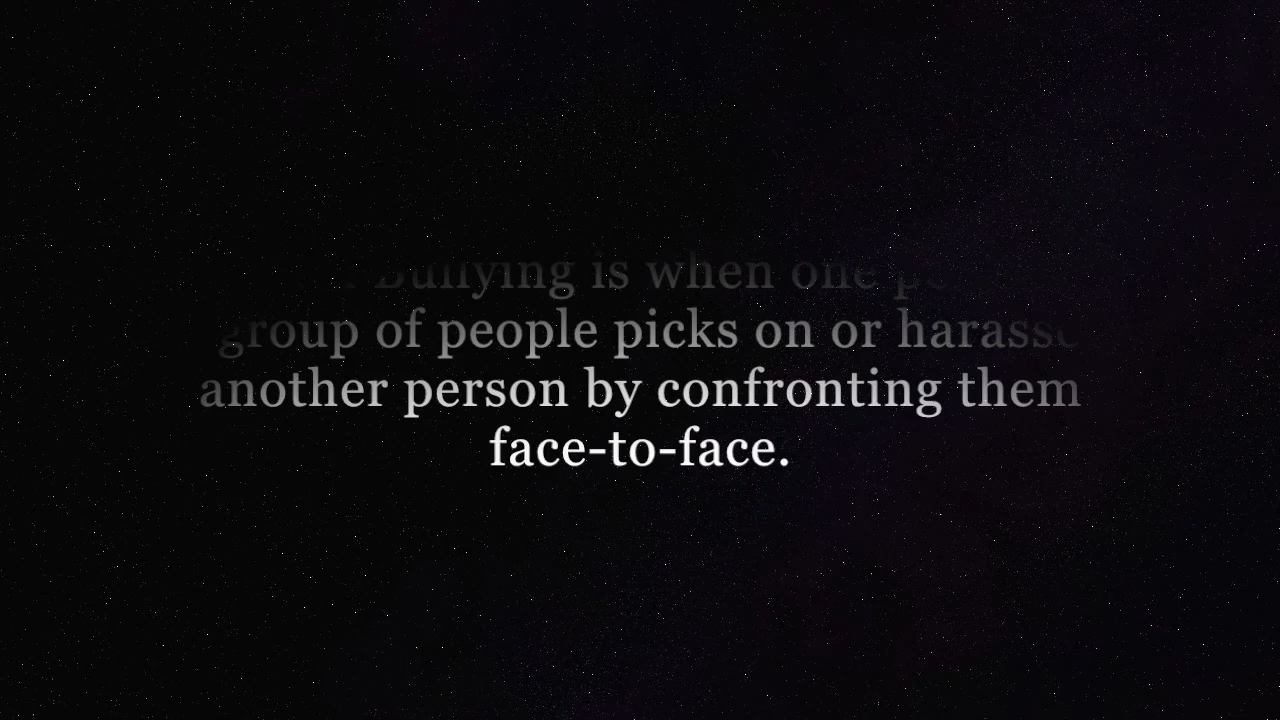 Bullying is when one
group of people picks on or
another person by confronting them
face-to-face.